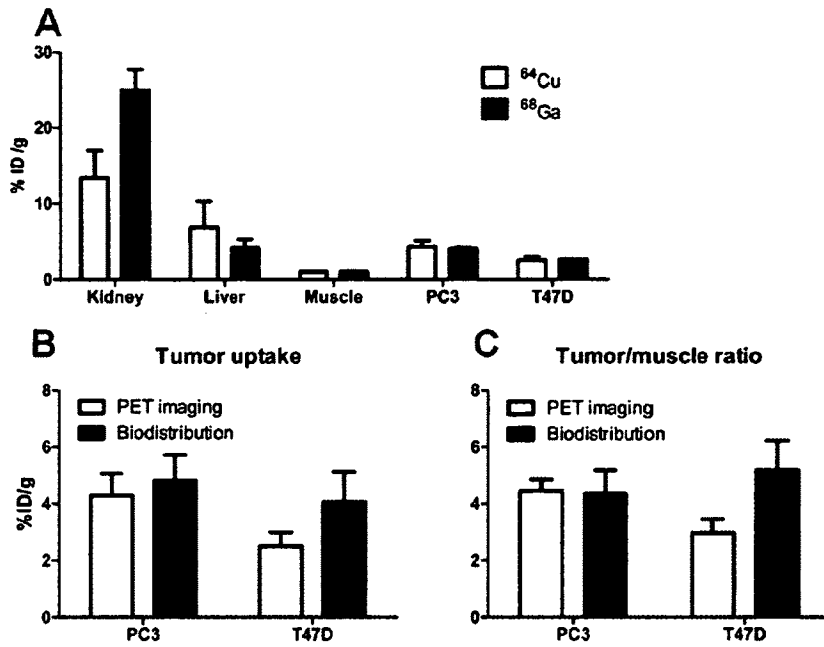 A
30
20
10
0
% ID /g
64Cu
68Ga
Kidney Liver Muscle PC3 T47D
B
Tumor uptake
8
6
4
2
0
%ID/g
PET imaging
Biodistribution
PC3 T47D
C
Tumor/muscle ratio
8
6
4
2
0
PET imaging
Biodistribution
PC3 T47D